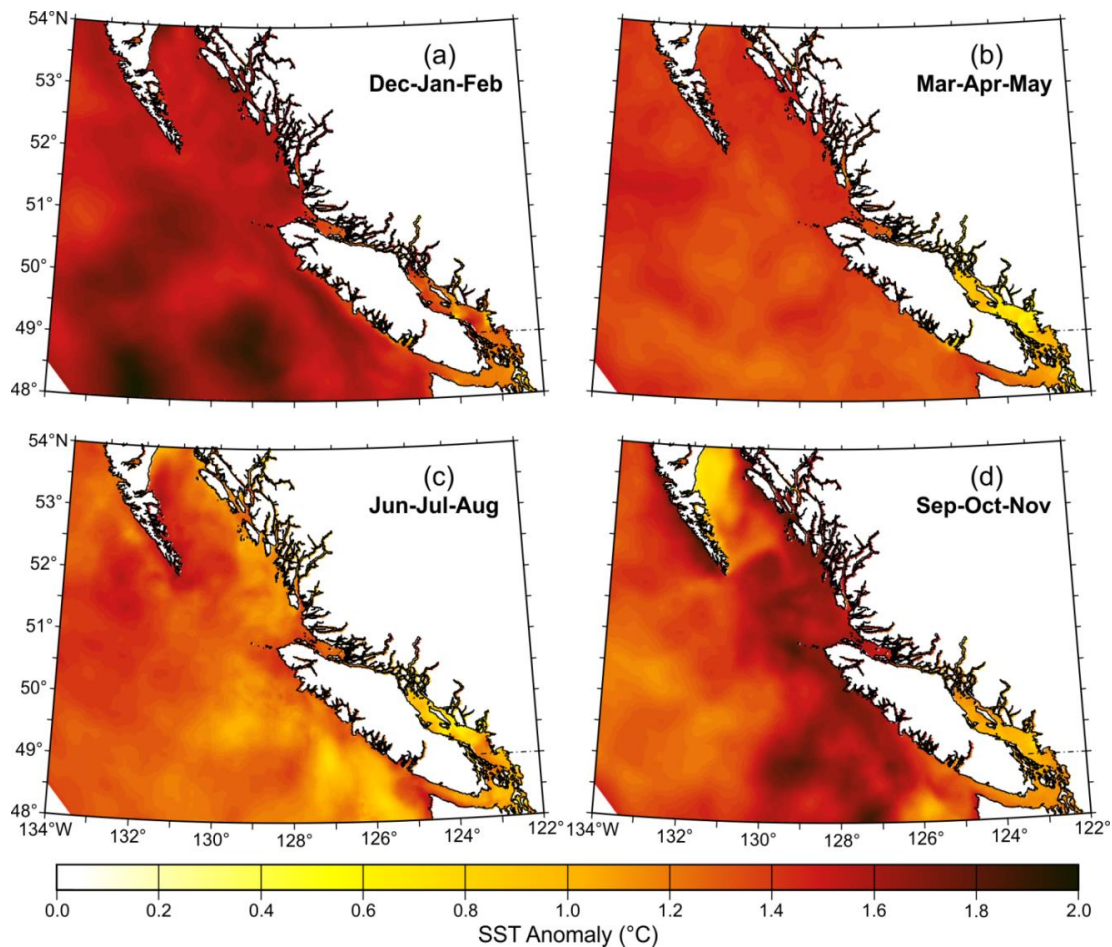 54°N
53°
52°
51°
50°
49°
48°
(a)
Dec-Jan-Feb
(b)
Mar-Apr-May
54°N
53°
52°
51°
50°
49°
48°
134°W
132°
130°
128°
126°
124°
122°
(c)
Jun-Jul-Aug
(d)
Sep-Oct-Nov
134°W
132°
130°
128°
126°
124°
122°
0.0 0.2 0.4 0.6 0.8 1.0 1.2 1.4 1.6 1.8 2.0
SST Anomaly (°C)